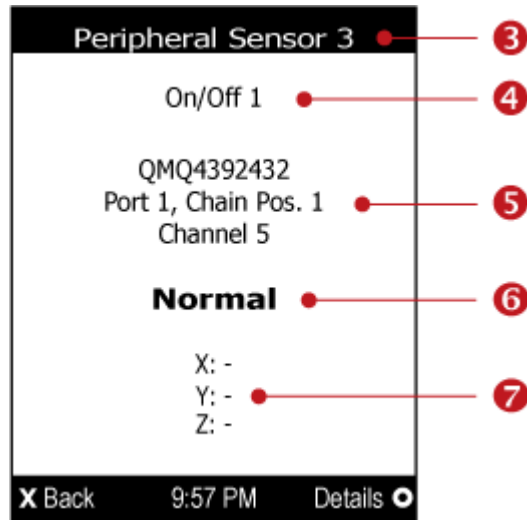 Peripheral Sensor 3
3
On/Off 1
4
QMQ4392432
Port 1, Chain Pos. 1
Channel 5
5
Normal
6
X: -
Y: -
Z: -
7
X Back 9:57 PM Details O